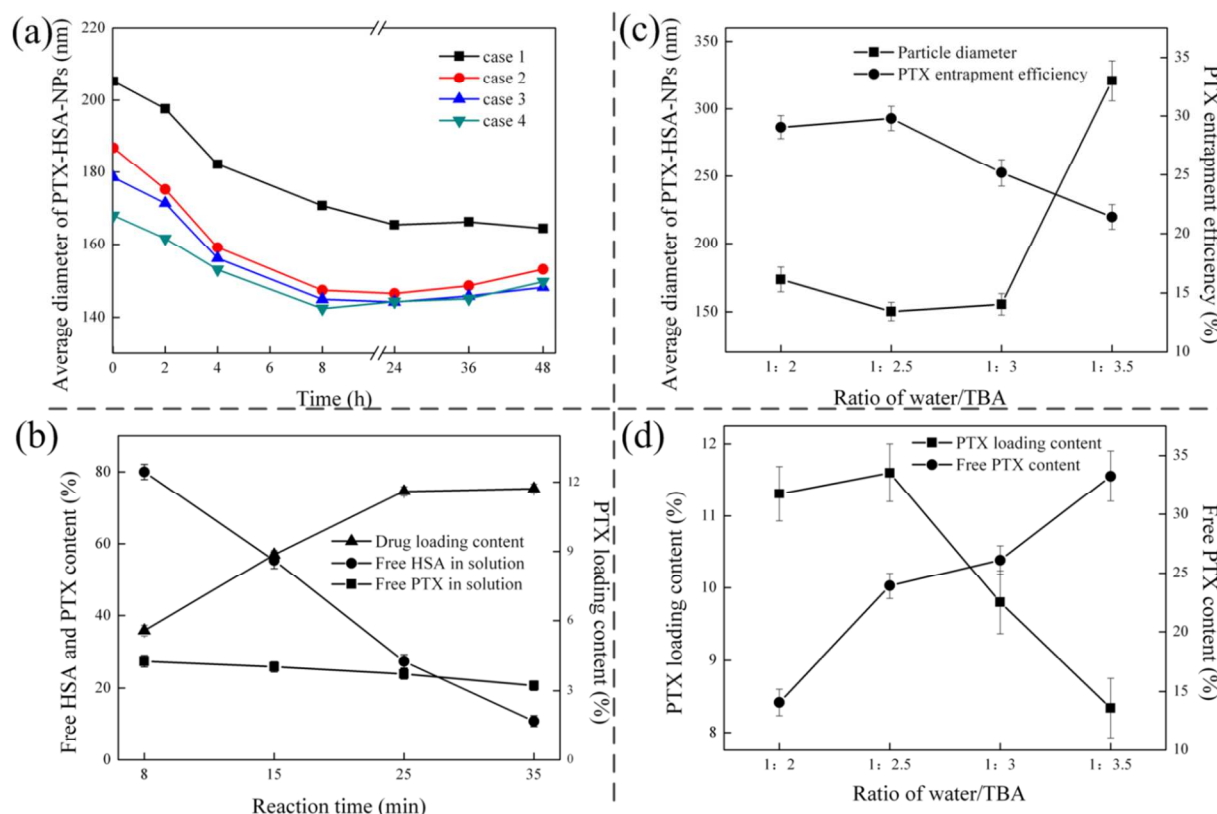 (a)
Average diameter of PTX-HSA-NPs (nm)
220
200
180
160
140
case 1
case 2
case 3
case 4
0
2
4
6
8
24
36
48
Time (h)
(c)
Average diameter of PTX-HSA-NPs (nm)
350
300
250
200
150
Particle diameter
PTX entrapment efficiency
35
30
25
20
15
10
PTX entrapment
efficiency (%)
1: 2
1: 2.5
1: 3
1: 3.5
Ratio of water/TBA
(b)
Free HSA and PTX content (%)
80
60
40
20
0
Drug loading content
Free HSA in solution
Free PTX in solution
12
9
6
3
0
PTX loading
content (%)
8
15
25
35
Reaction time (min)
(d)
PTX loading content (%)
12
11
10
9
8
PTX loading content
Free PTX content
35
30
25
20
15
10
Free PTX
content (%)
1: 2
1: 2.5
1: 3
1: 3.5
Ratio of water/TBA